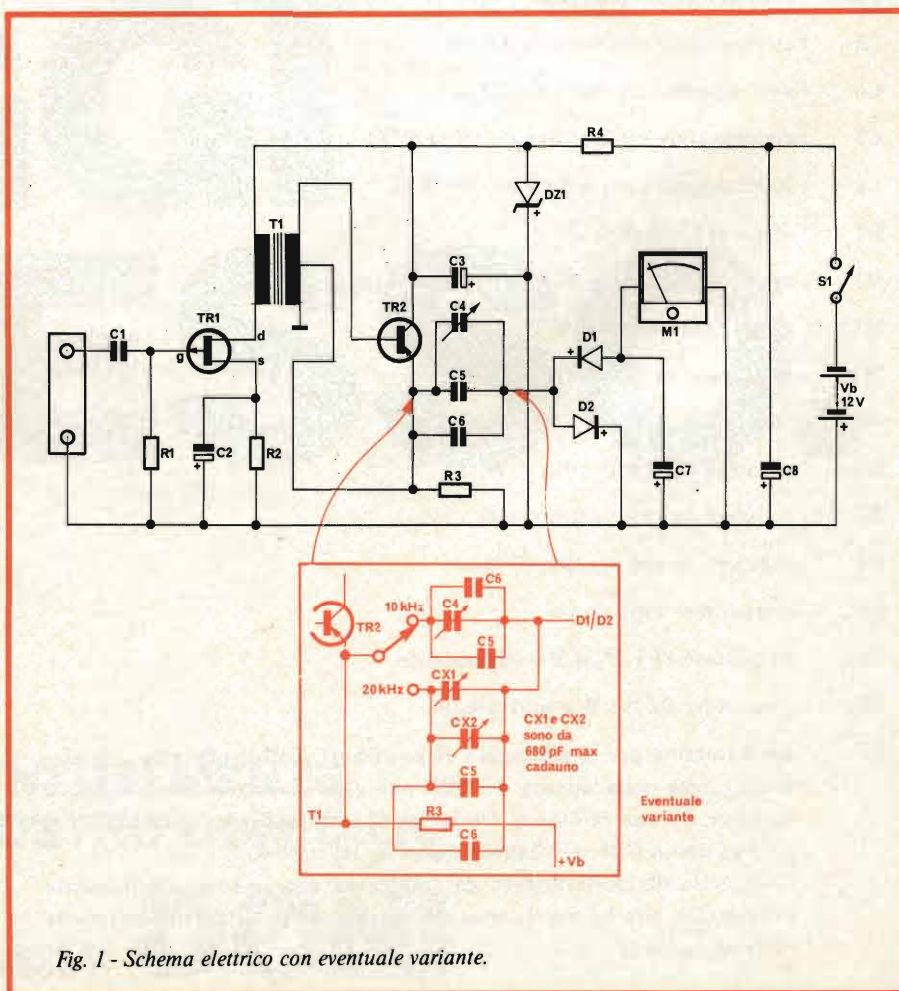 R4
DZ1
T1
C3
+
S1
C4
M1
TR1
TR2
D1
+
C1
d
g
s
C5
Vb
12 V
+
D2
+
C6
R1
C2
+
R2
R3
C7
+
C8
+
C6
10 kHz
C4
D1/D2
TR2
C5
CX1
20 kHz
CX2
CX1 e CX2
sono da
680 pF max
cadauno
C5
Eventuale
variante
T1
R3
C6
+Vb
Fig. 1 - Schema elettrico con eventuale variante.